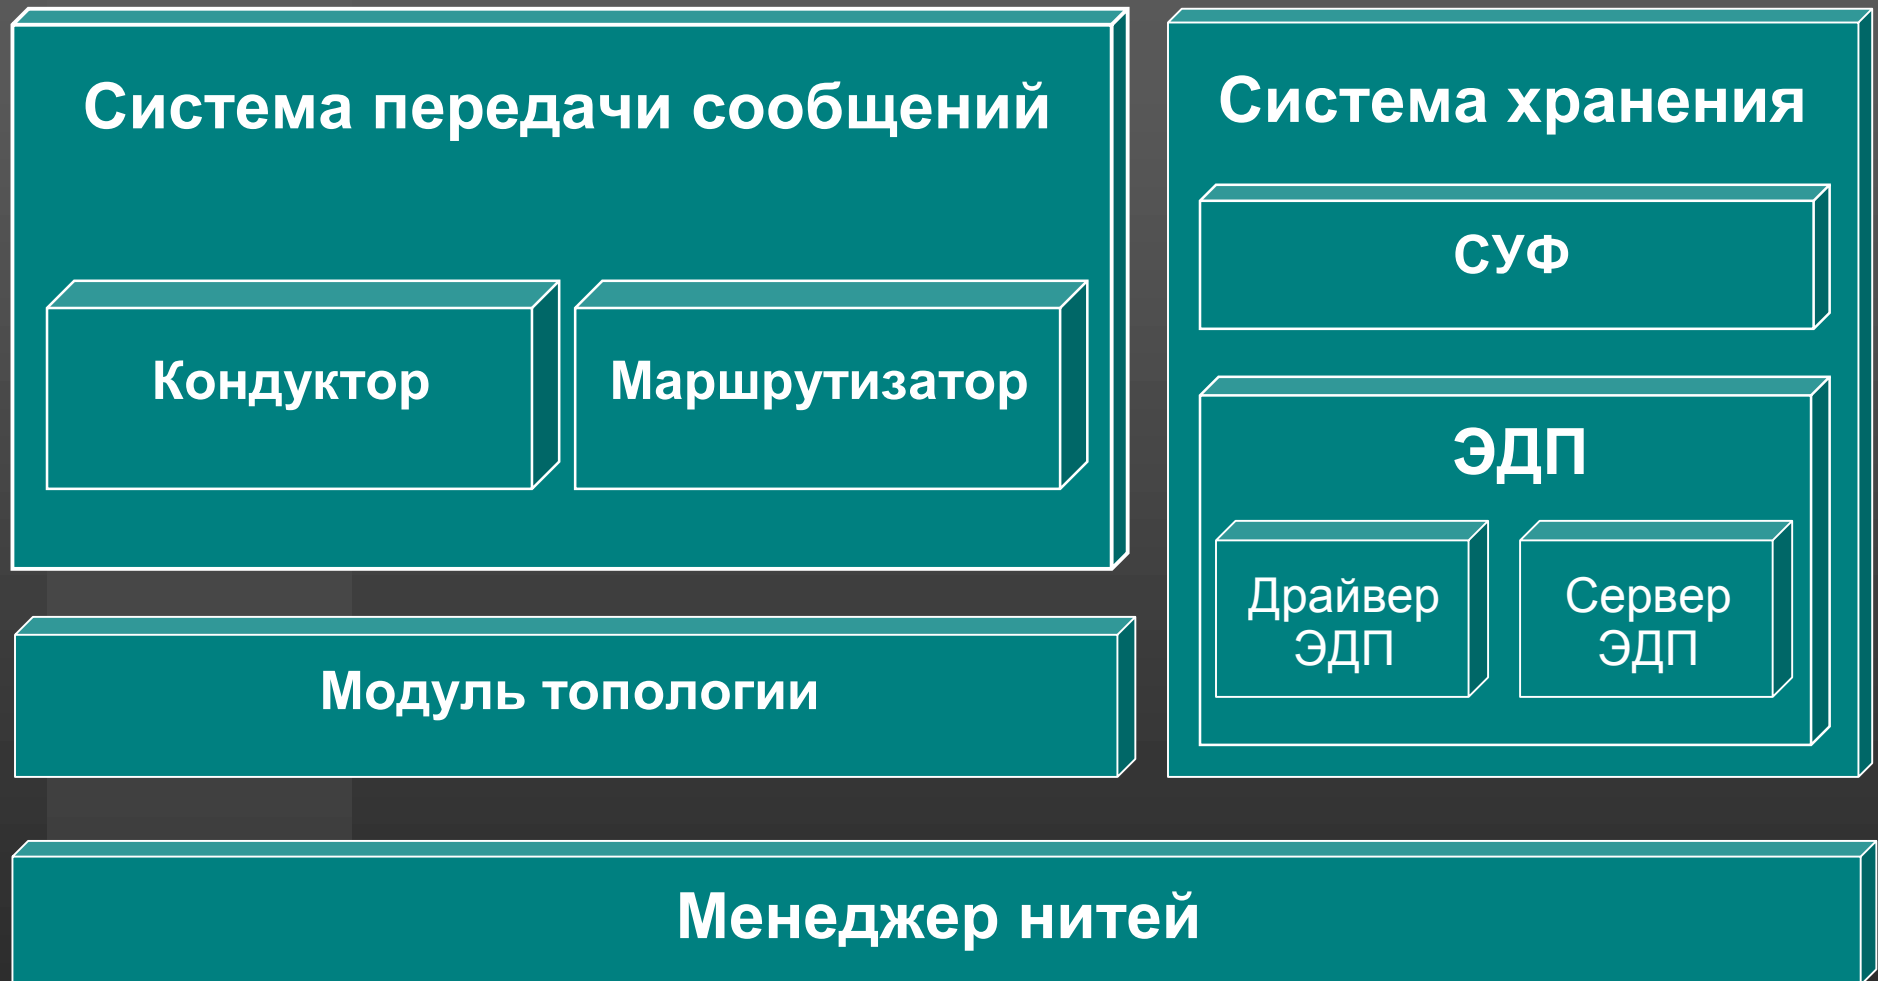 Система передачи сообщений
Кондуктор
Маршрутизатор
Модуль топологии
Система хранения
СУФ
ЭДП
Драйвер
ЭДП
Сервер
ЭДП
Менеджер нитей